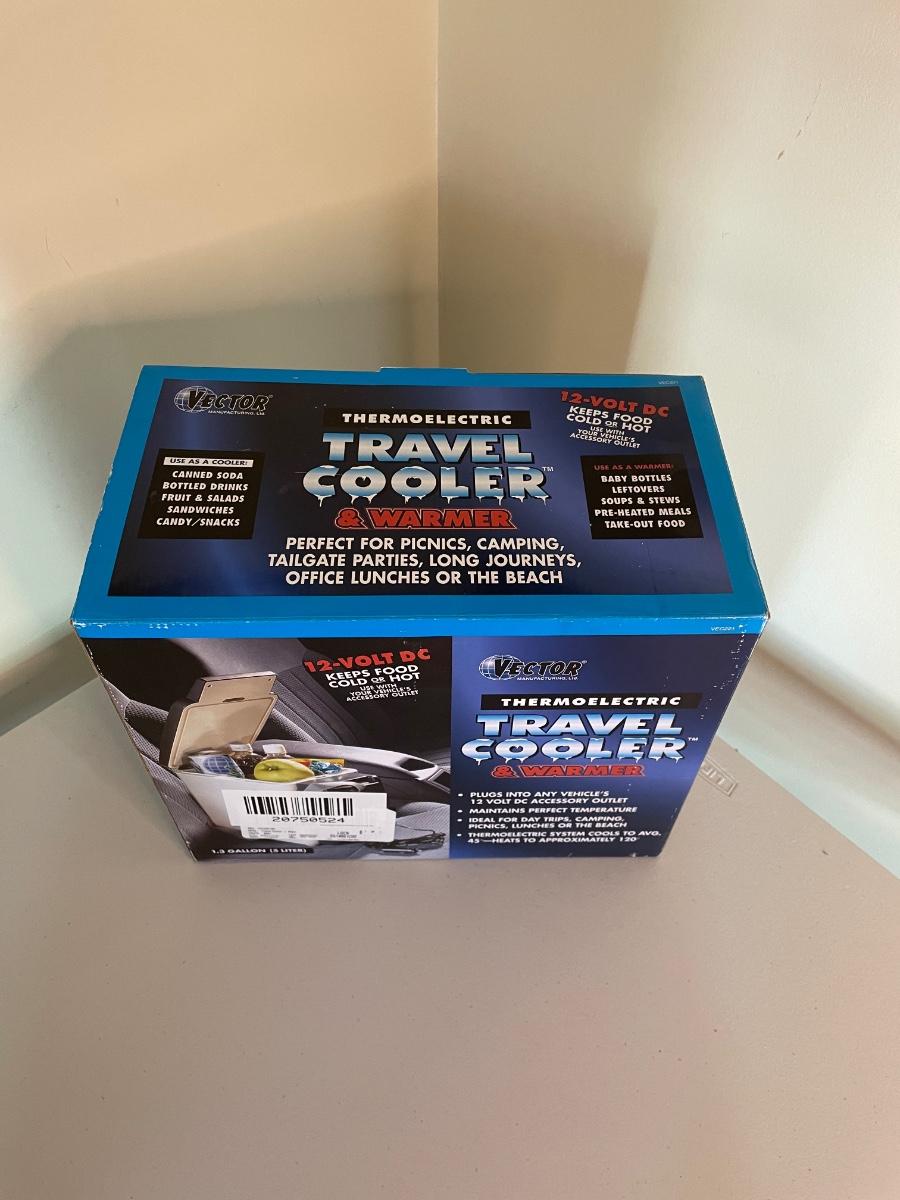 VEC221
VECTOR
MANUFACTURING, LTD.
THERMOELECTRIC
TRAVEL
COOLER™
& WARMER
12-VOLT DC
KEEPS FOOD
COLD OR HOT
USE WITH
YOUR VEHICLE'S
ACCESSORY OUTLET
USE AS A COOLER:
CANNED SODA
BOTTLED DRINKS
FRUIT & SALADS
SANDWICHES
CANDY/SNACKS
USE AS A WARMER:
BABY BOTTLES
LEFTOVERS
SOUPS & STEWS
PRE-HEATED MEALS
TAKE-OUT FOOD
PERFECT FOR PICNICS, CAMPING,
TAILGATE PARTIES, LONG JOURNEYS,
OFFICE LUNCHES OR THE BEACH
VEC221
12-VOLT DC
KEEPS FOOD
COLD OR HOT
USE WITH
YOUR VEHICLE'S
ACCESSORY OUTLET
20750524
1.3 GALLON (5 LITER)
VECTOR
MANUFACTURING, LTD.
THERMOELECTRIC
TRAVEL
COOLER™
& WARMER
• PLUGS INTO ANY VEHICLE'S
12 VOLT DC ACCESSORY OUTLET
• MAINTAINS PERFECT TEMPERATURE
• IDEAL FOR DAY TRIPS, CAMPING,
PICNICS, LUNCHES OR THE BEACH
• THERMOELECTRIC SYSTEM COOLS TO AVG.
45°—HEATS TO APPROXIMATELY 120°